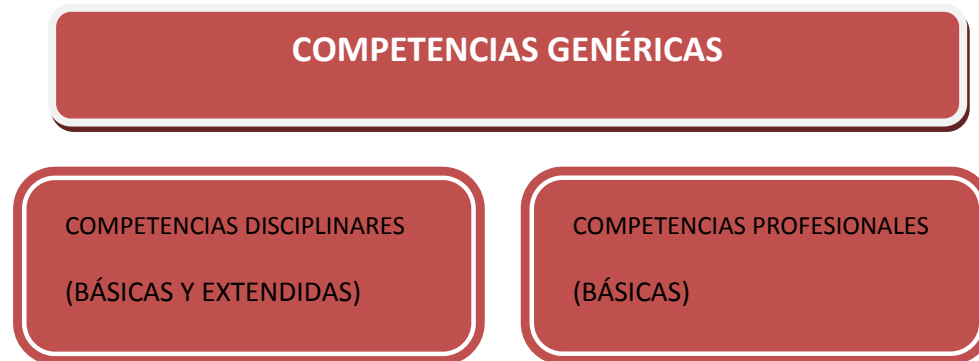 COMPETENCIAS GENÉRICAS
COMPETENCIAS DISCIPLINARES
(BÁSICAS Y EXTENDIDAS)
COMPETENCIAS PROFESIONALES
(BÁSICAS)